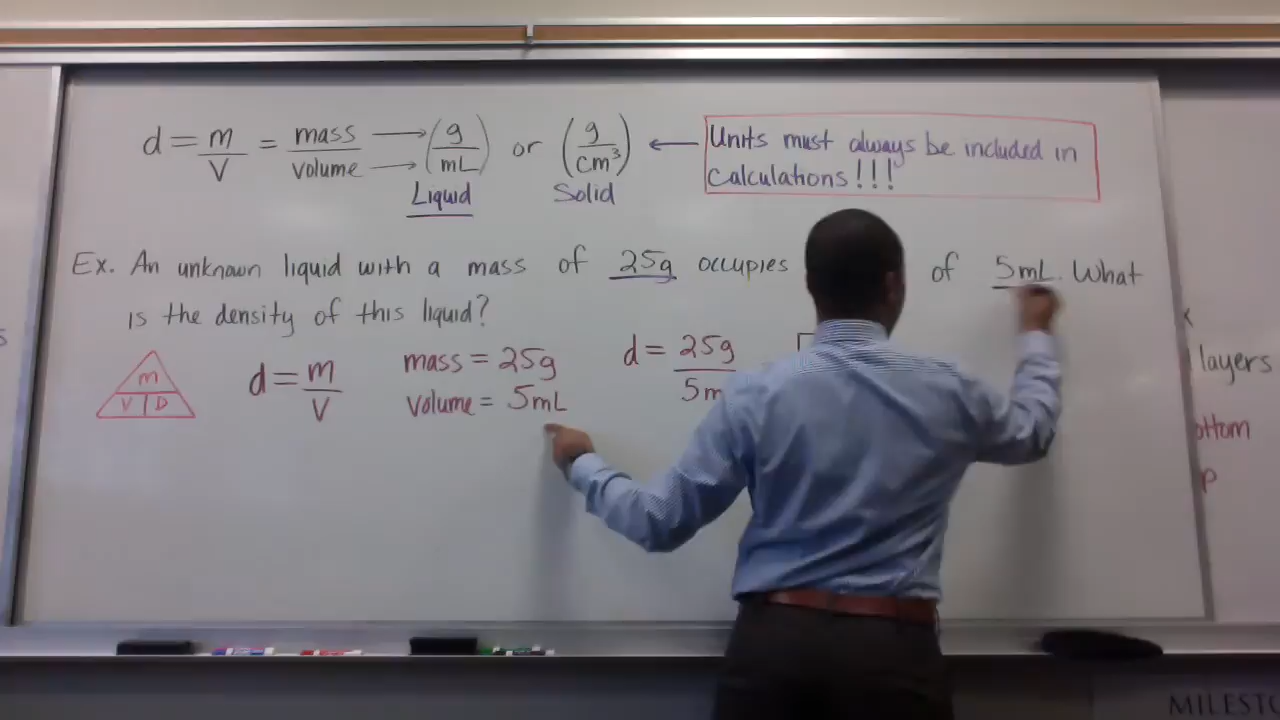 d = m/V = mass/volume → (g/mL) or (g/cm³) ← Units must always be included in
calculations!!!
Liquid Solid
Ex. An unknown liquid with a mass of 25g occupies of 5mL. What
is the density of this liquid?
m
V D
d = m/V
mass = 25g
volume = 5mL
d = 25g/5m
layers
ottom
P
MILESTO